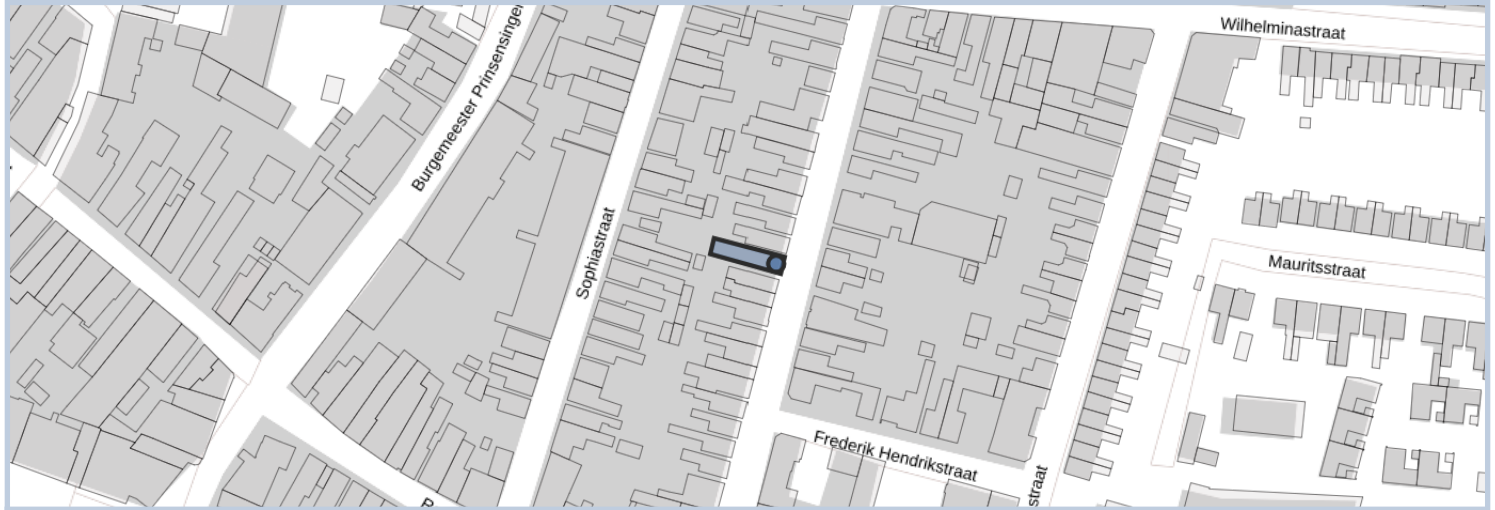 Wilhelminastraat
Burgemeester Prinsensingel
Sophiastraat
Mauritsstraat
Frederik Hendrikstraat
straat